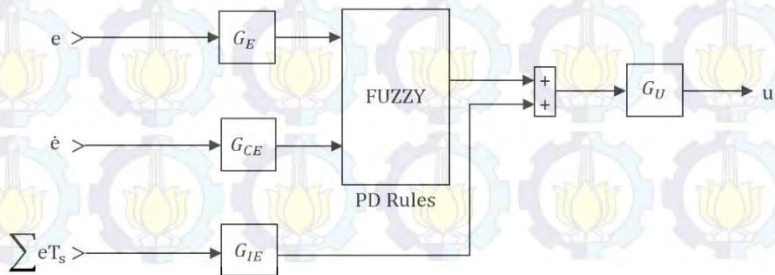 e > G_E
FUZZY
+
+
G_U u
ė > G_CE
PD Rules
∑ eT_s > G_IE